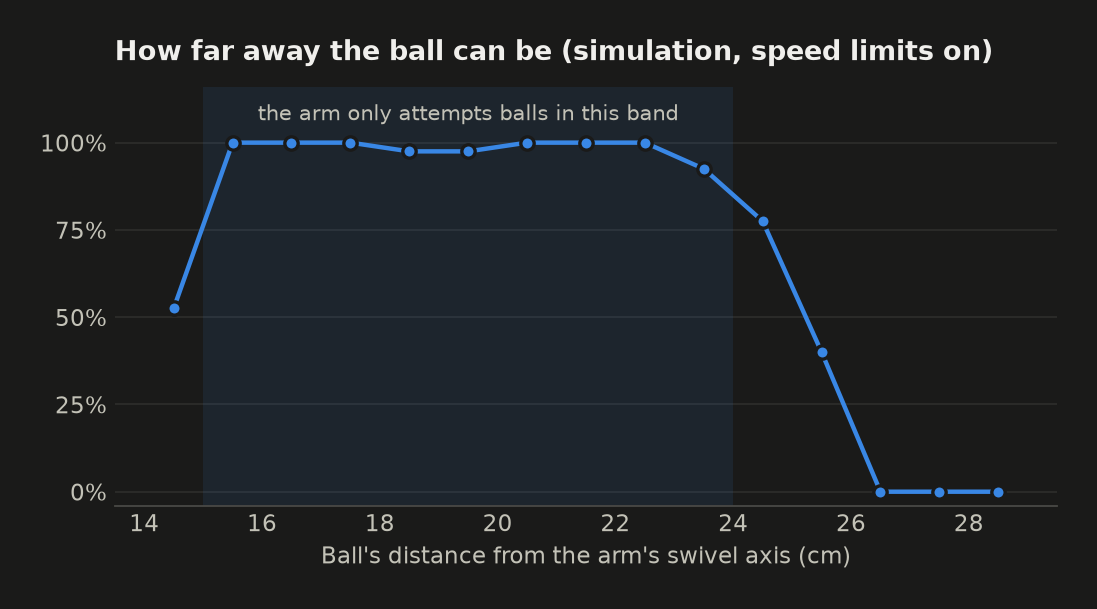 How far away the ball can be (simulation, speed limits on)
the arm only attempts balls in this band
100%
75%
50%
25%
0%
14 16 18 20 22 24 26 28
Ball's distance from the arm's swivel axis (cm)